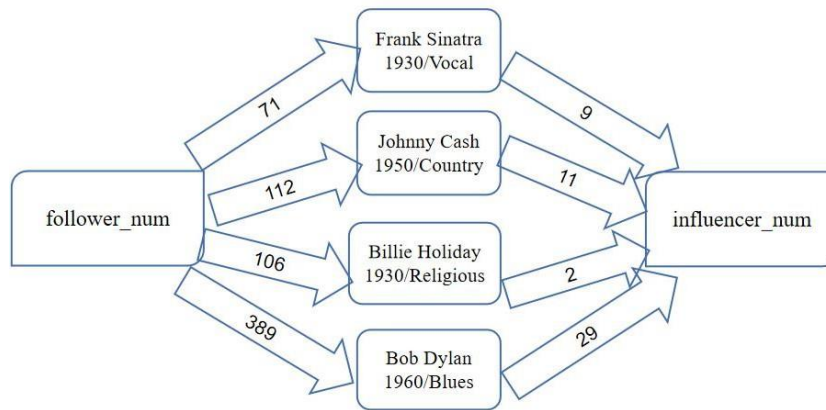 Frank Sinatra
1930/Vocal
71
9
Johnny Cash
1950/Country
112
11
follower_num
influencer_num
Billie Holiday
1930/Religious
106
2
389
29
Bob Dylan
1960/Blues